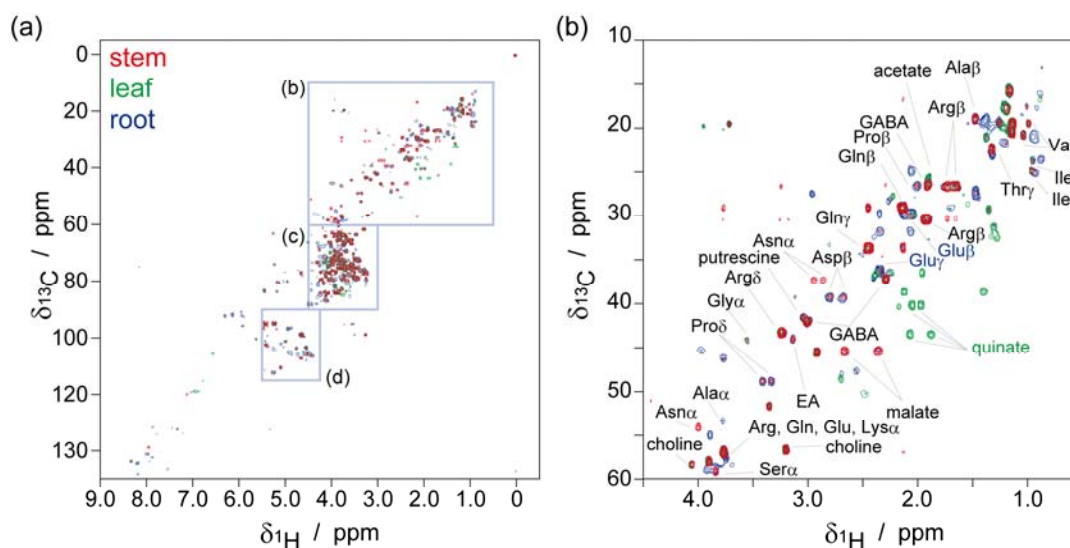 (a)
stem
leaf
root
(b)
(c)
(d)
0
20
40
60
80
100
120
130
δ13C / ppm
9.0 8.0 7.0 6.0 5.0 4.0 3.0 2.0 1.0 0
δ1H / ppm
(b)
10
20
30
40
50
60
4.0 3.0 2.0 1.0
δ1H / ppm
acetate
Alaβ
Argβ
GABA
Proβ
Glnβ
Va
Ile
Ile
Thrγ
Glnγ
Argβ
Gluβ
Asnα
Aspβ
Gluγ
putrescine
Argδ
Glyα
GABA
Proδ
quinate
EA
malate
Alaα
Asnα
Arg, Gln, Glu, Lysα
choline
choline
Serα